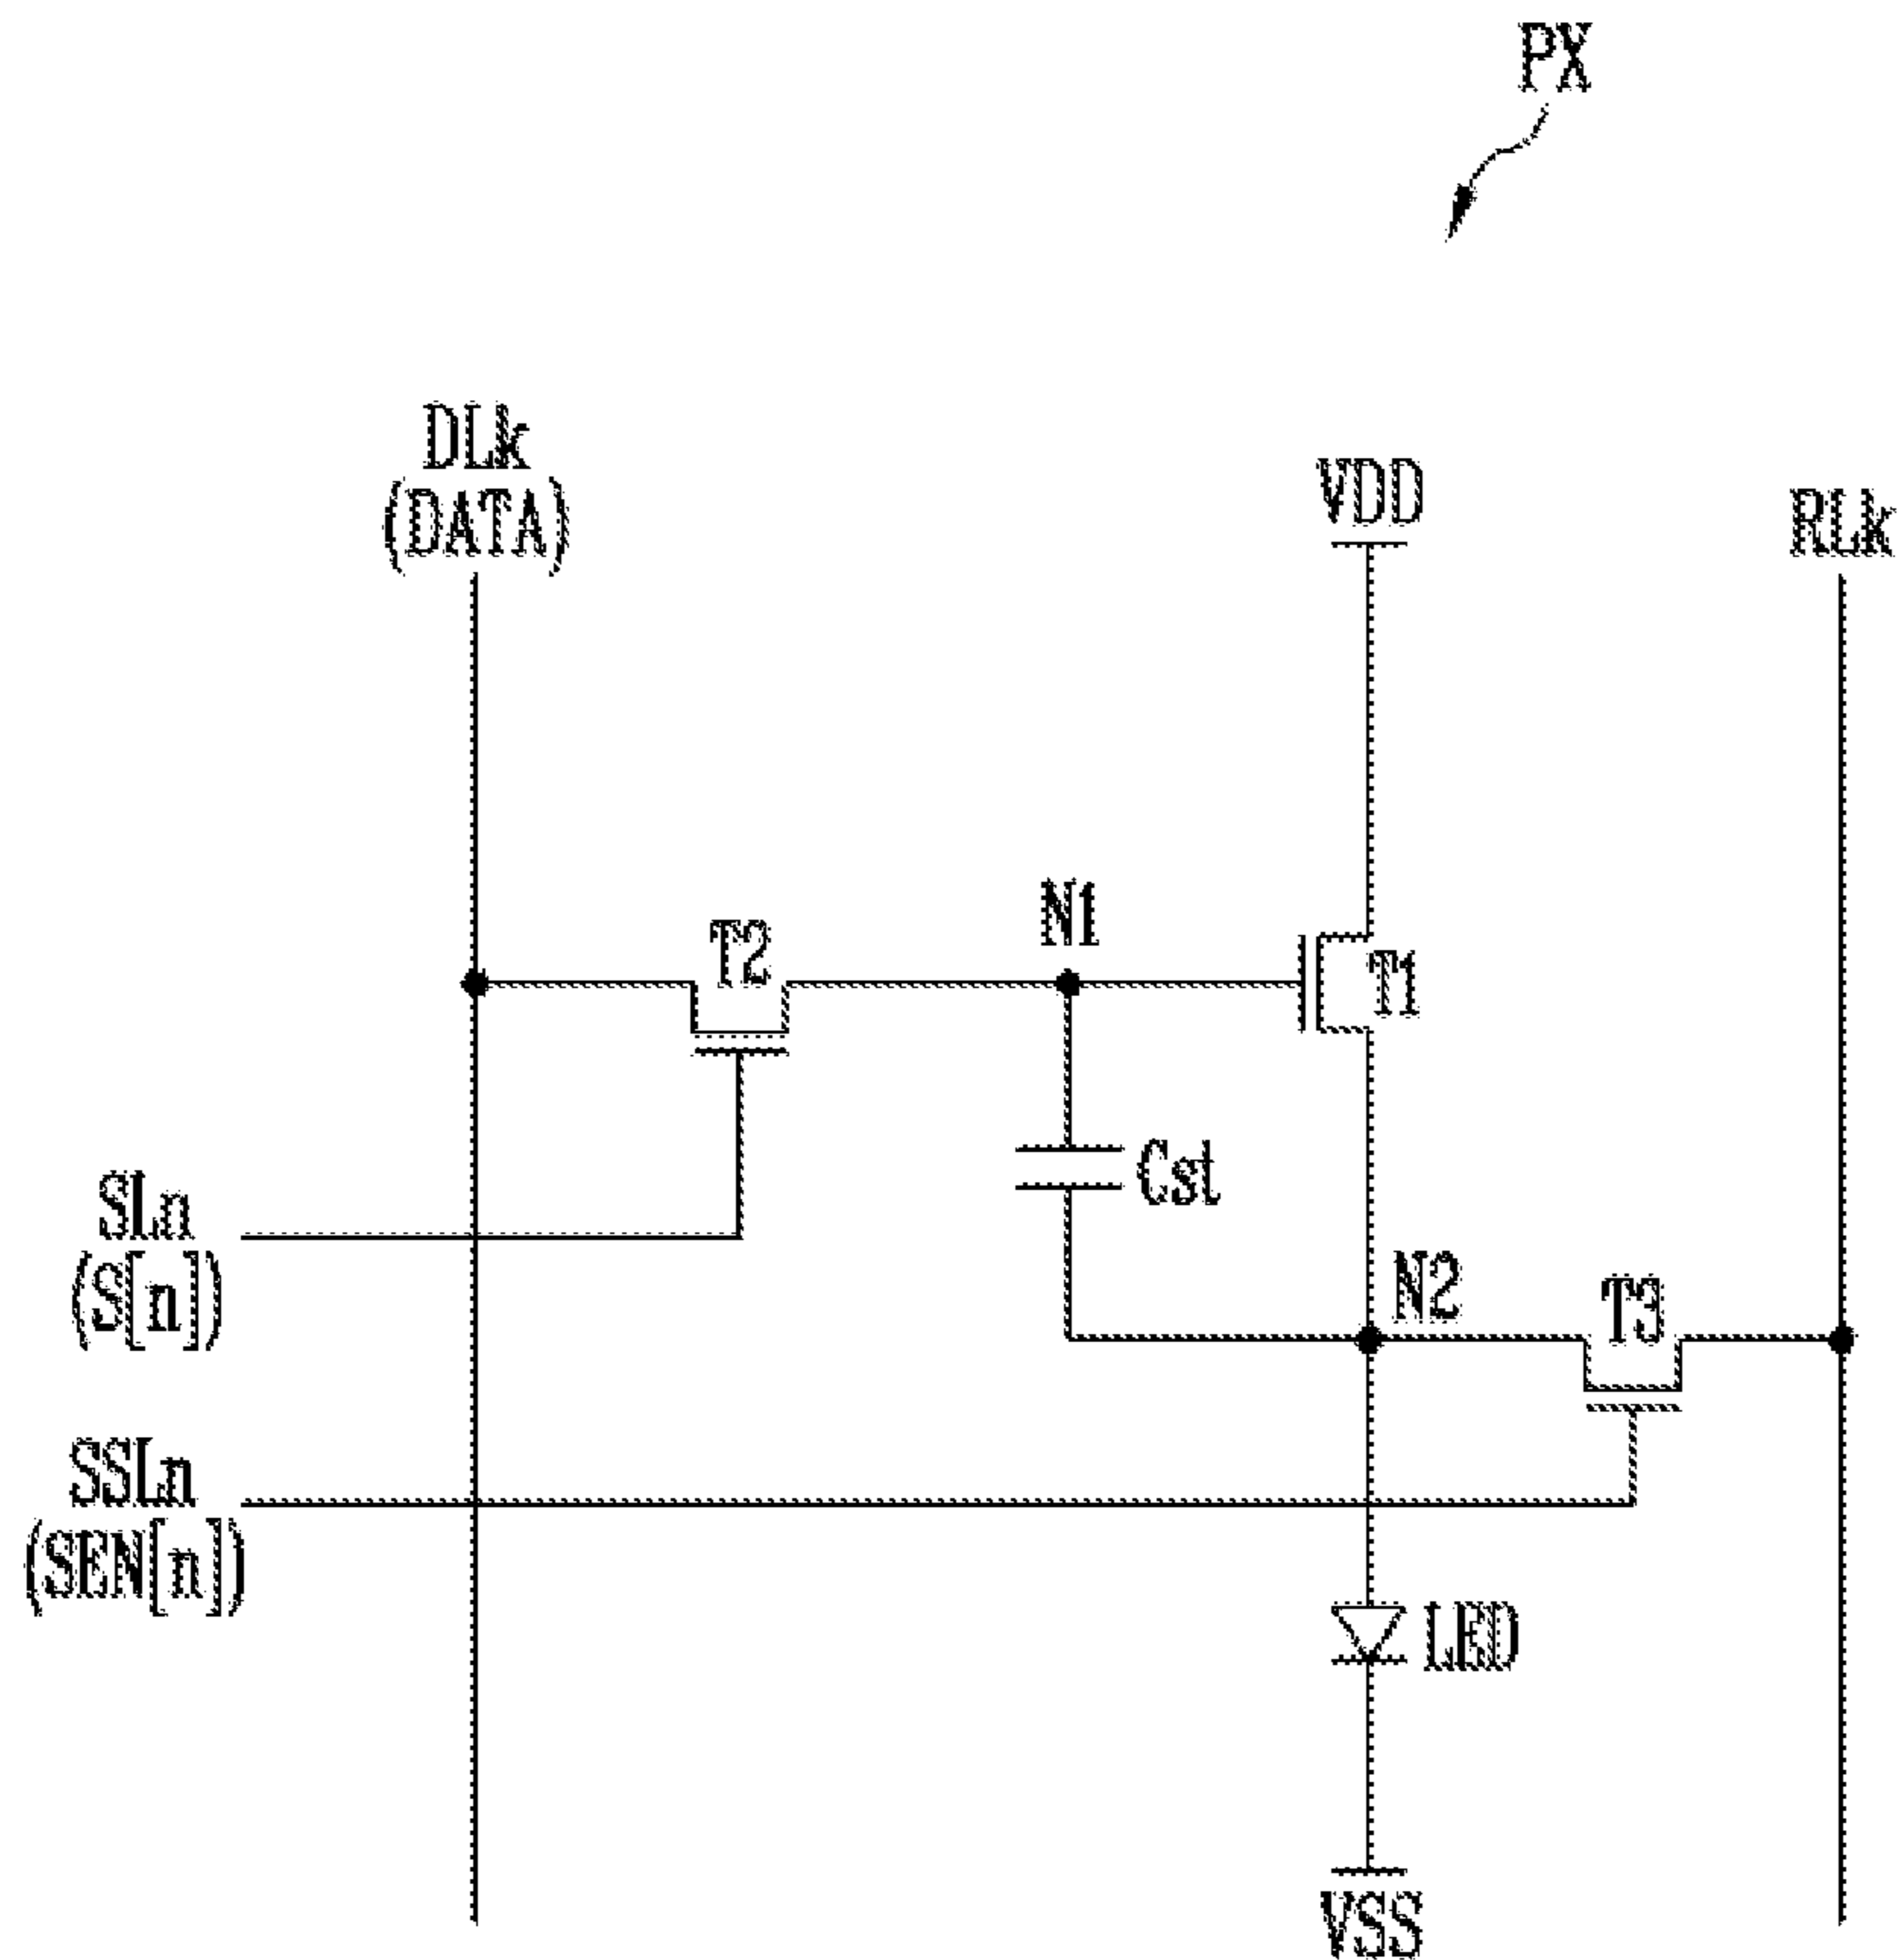 PX
DLk
(DATA)
VDD
RLk
N1
T2
T1
Cst
SLn
(S[n])
N2
T3
SSLn
(SEN[n])
LED
VSS